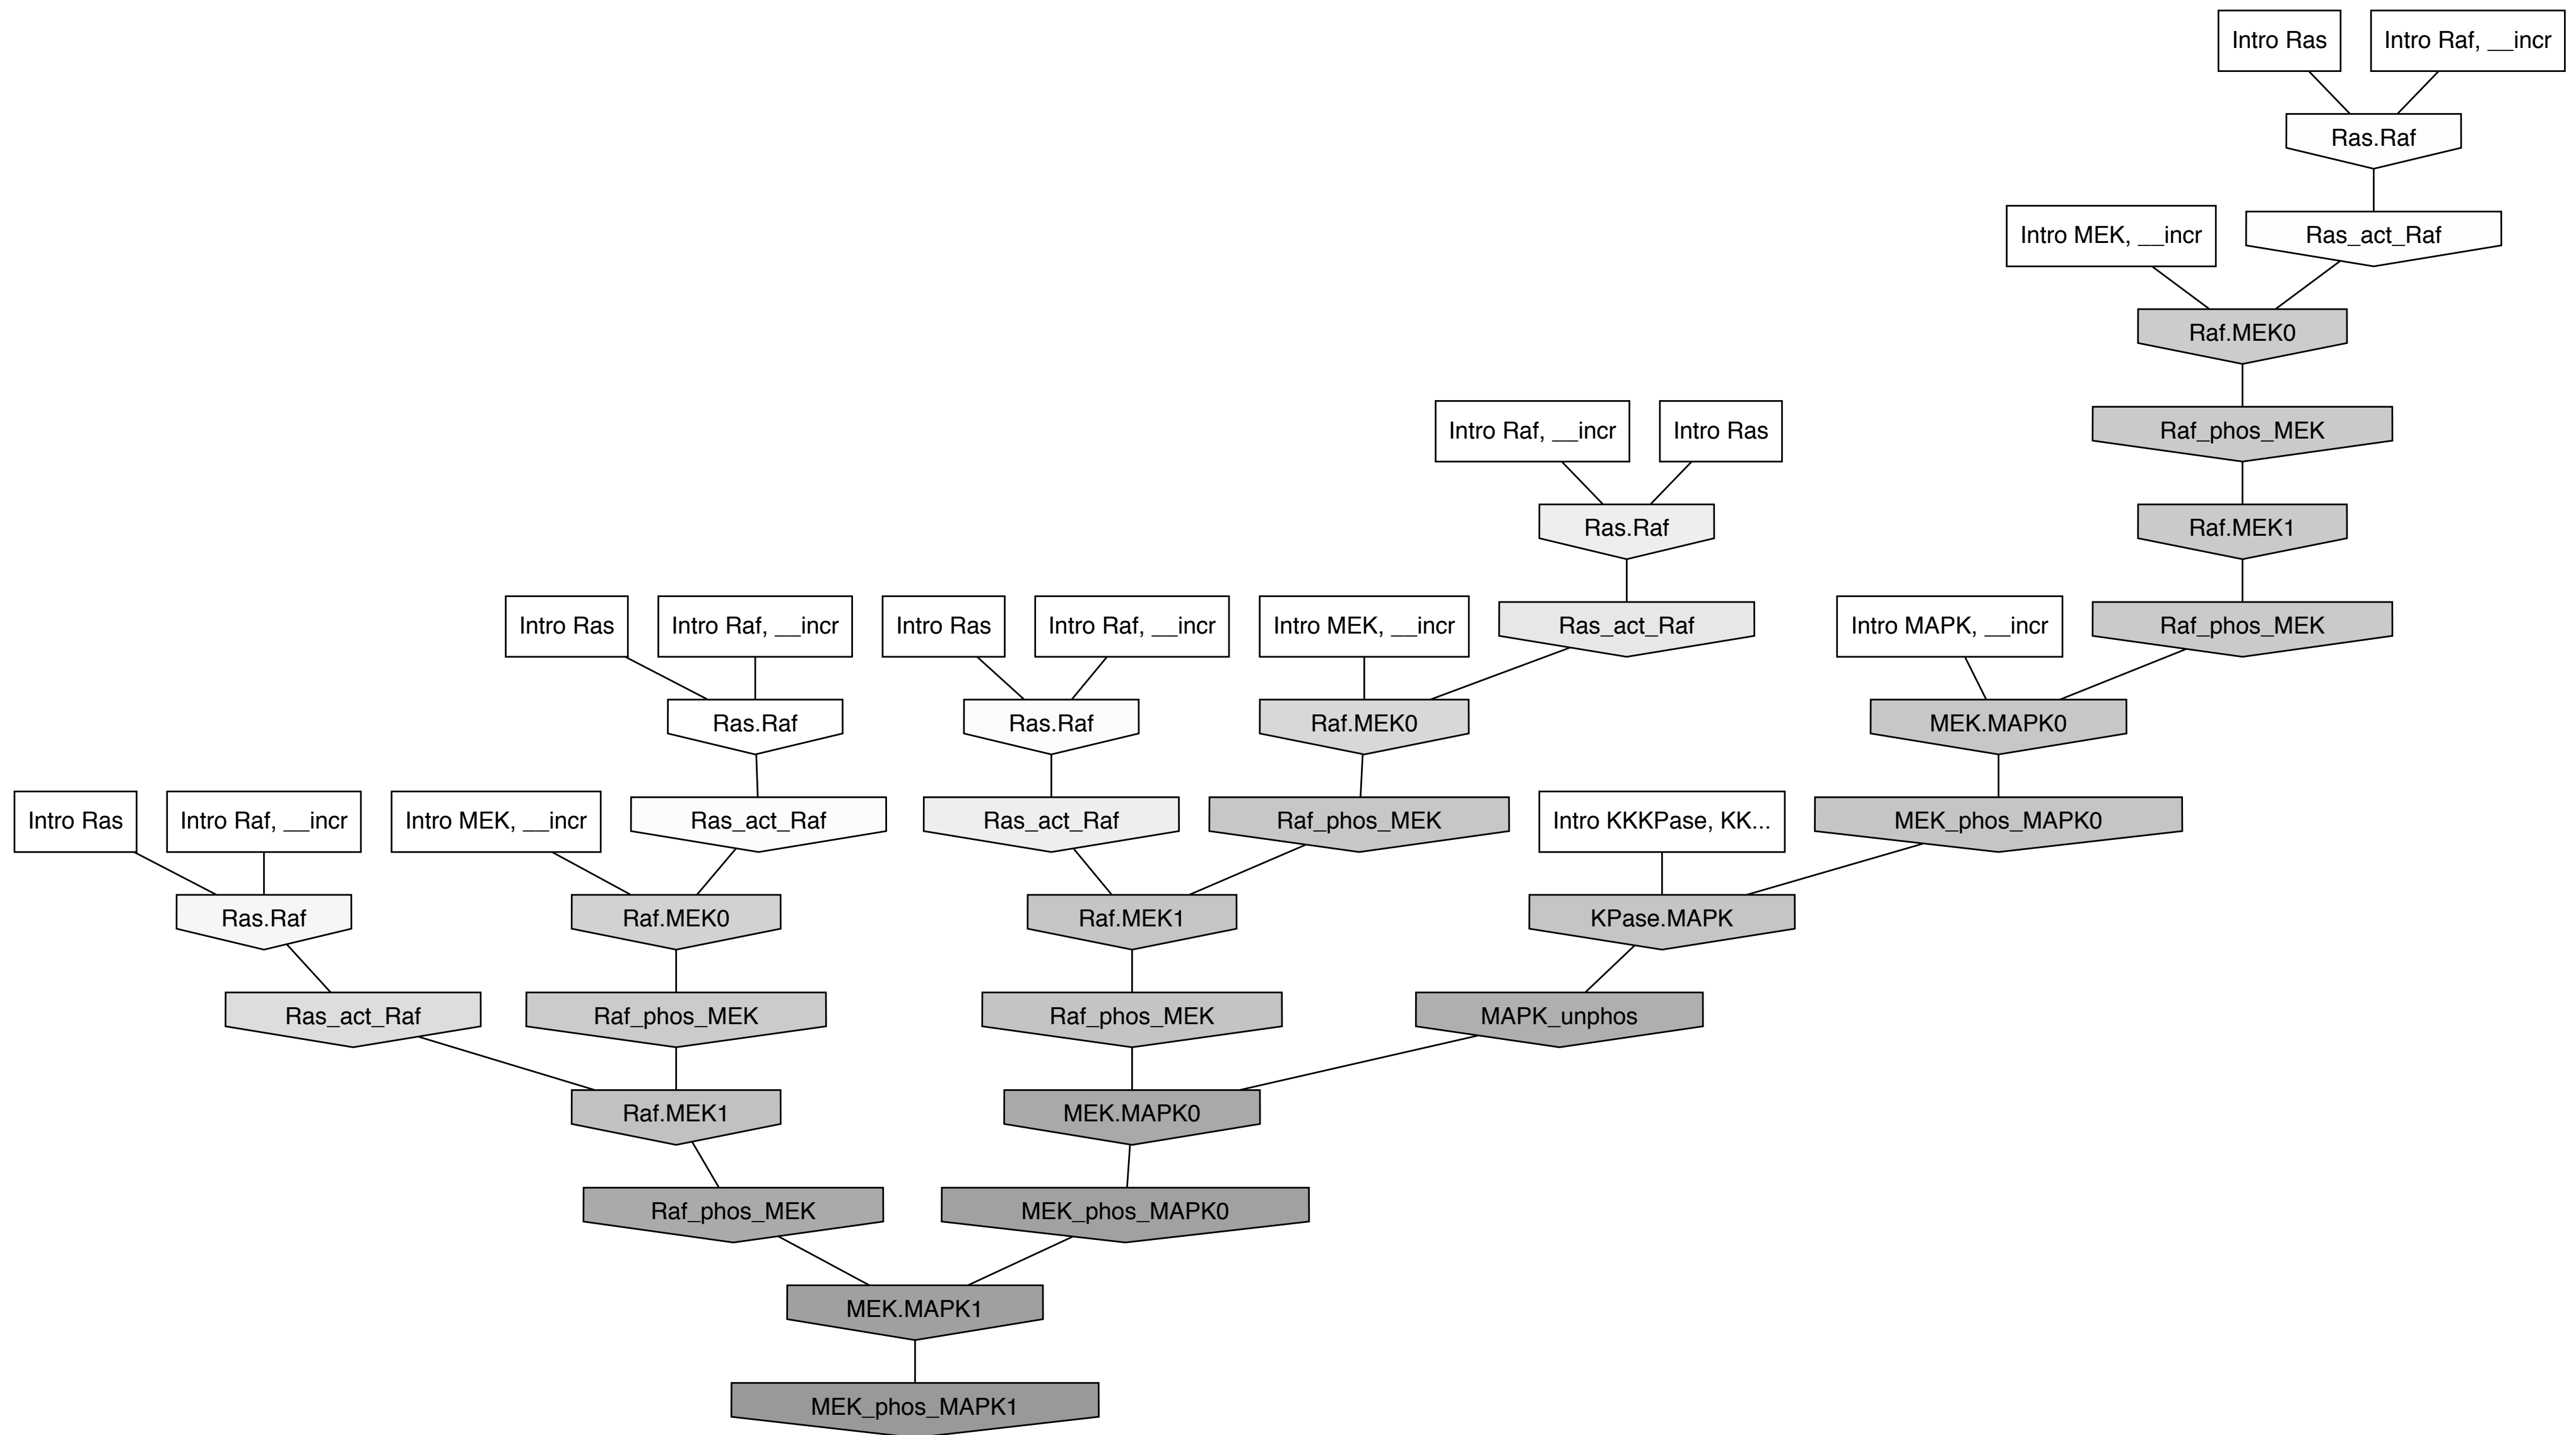 Intro Ras
Intro Raf, __incr
Ras.Raf
Intro MEK, __incr
Ras_act_Raf
Raf.MEK0
Intro Raf, __incr
Intro Ras
Raf_phos_MEK
Ras.Raf
Raf.MEK1
Intro Ras
Intro Raf, __incr
Intro Ras
Intro Raf, __incr
Intro MEK, __incr
Ras_act_Raf
Intro MAPK, __incr
Raf_phos_MEK
Ras.Raf
Ras.Raf
Raf.MEK0
MEK.MAPK0
Intro Ras
Intro Raf, __incr
Intro MEK, __incr
Ras_act_Raf
Ras_act_Raf
Raf_phos_MEK
Intro KKKPase, KK...
MEK_phos_MAPK0
Ras.Raf
Raf.MEK0
Raf.MEK1
KPase.MAPK
Ras_act_Raf
Raf_phos_MEK
Raf_phos_MEK
MAPK_unphos
Raf.MEK1
MEK.MAPK0
Raf_phos_MEK
MEK_phos_MAPK0
MEK.MAPK1
MEK_phos_MAPK1